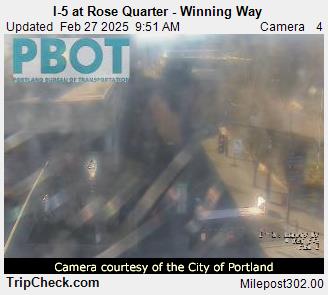 I-5 at Rose Quarter - Winning Way
Updated  Feb 27 2025  9:51 AM Camera 4
PBOT
PORTLAND BUREAU OF TRANSPORTATION
Camera courtesy of the City of Portland
TripCheck.com Milepost302.00